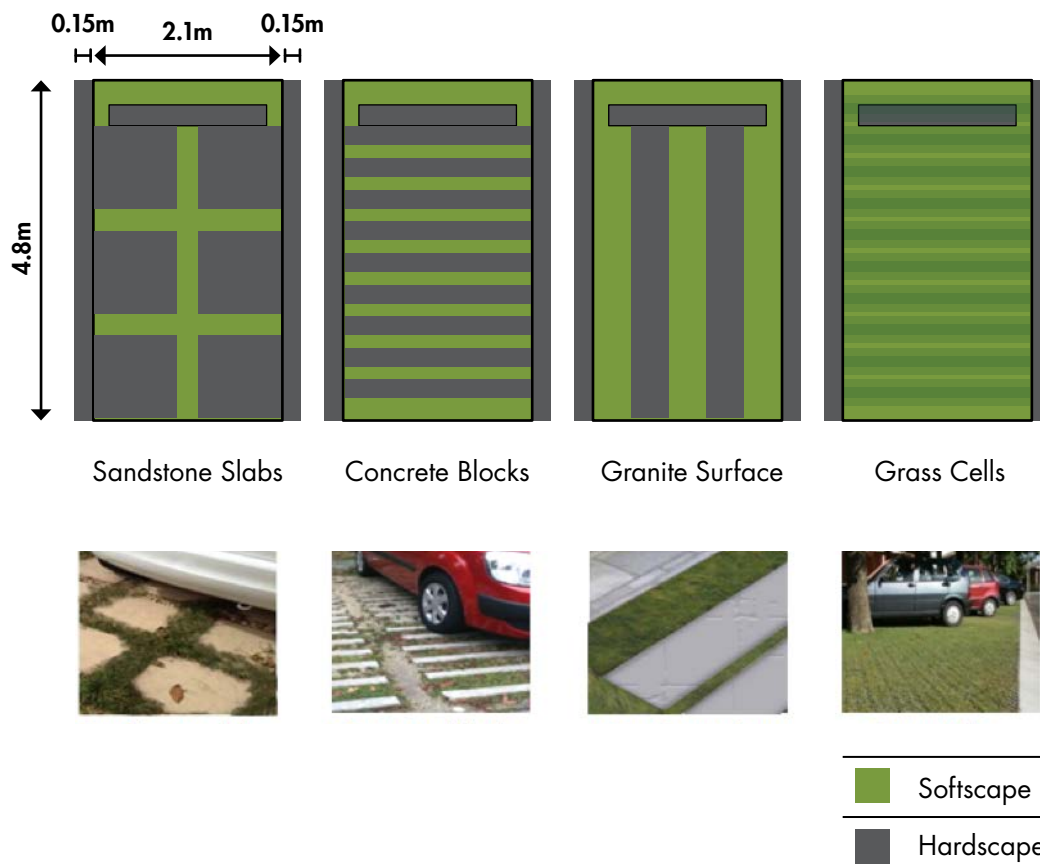 0.15m 2.1m 0.15m
4.8m
Sandstone Slabs Concrete Blocks Granite Surface Grass Cells
Softscape
Hardscape